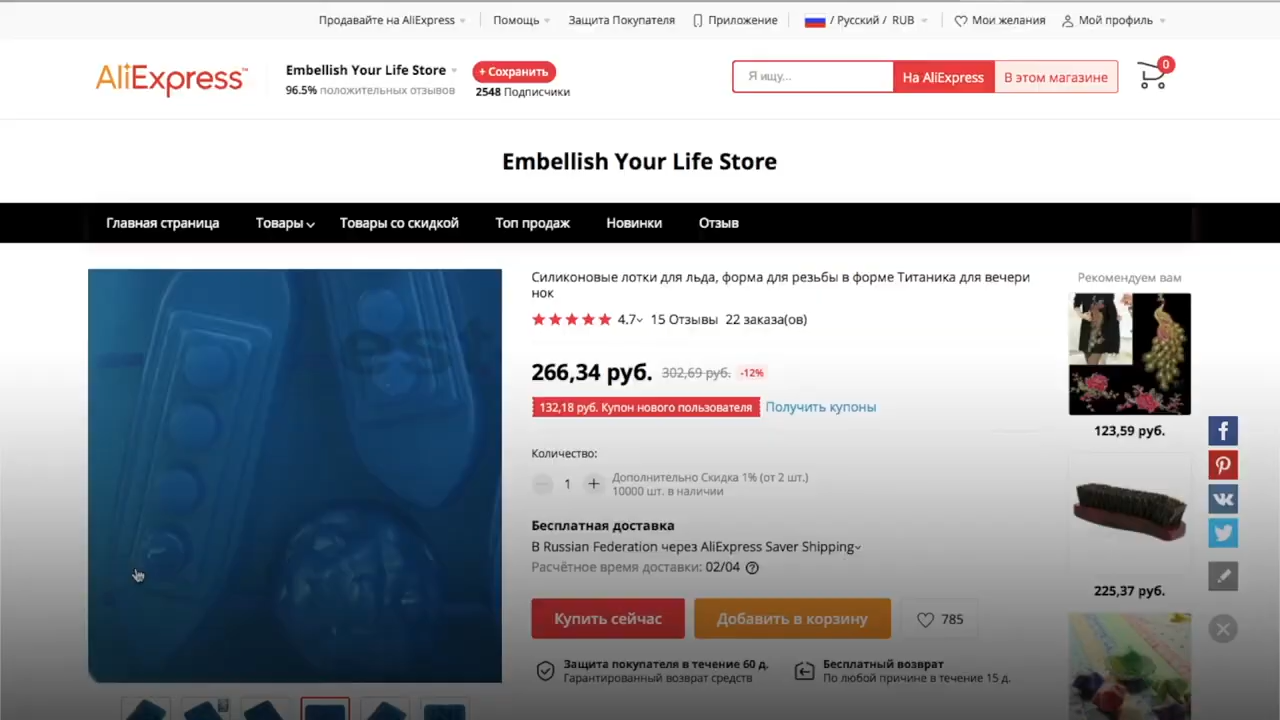 Продавайте на AliExpress
Помощь
Защита Покупателя
Приложение
/ Русский / RUB
Мои желания
Мой профиль
AliExpress™
Embellish Your Life Store
96.5% положительных отзывов
+ Сохранить
2548 Подписчики
Я ищу...
На AliExpress
В этом магазине
0
Embellish Your Life Store
Главная страница
Товары
Товары со скидкой
Топ продаж
Новинки
Отзыв
Силиконовые лотки для льда, форма для резьбы в форме Титаника для вечери
нок
4.7 15 Отзывы 22 заказа(ов)
266,34 руб. 302,69 руб. -12%
132,18 руб. Купон нового пользователя Получить купоны
Количество:
1
Дополнительно Скидка 1% (от 2 шт.)
10000 шт. в наличии
Бесплатная доставка
В Russian Federation через AliExpress Saver Shipping
Расчётное время доставки: 02/04
Купить сейчас
Добавить в корзину
785
Защита покупателя в течение 60 д.
Гарантированный возврат средств
Бесплатный возврат
По любой причине в течение 15 д.
Рекомендуем вам
123,59 руб.
225,37 руб.